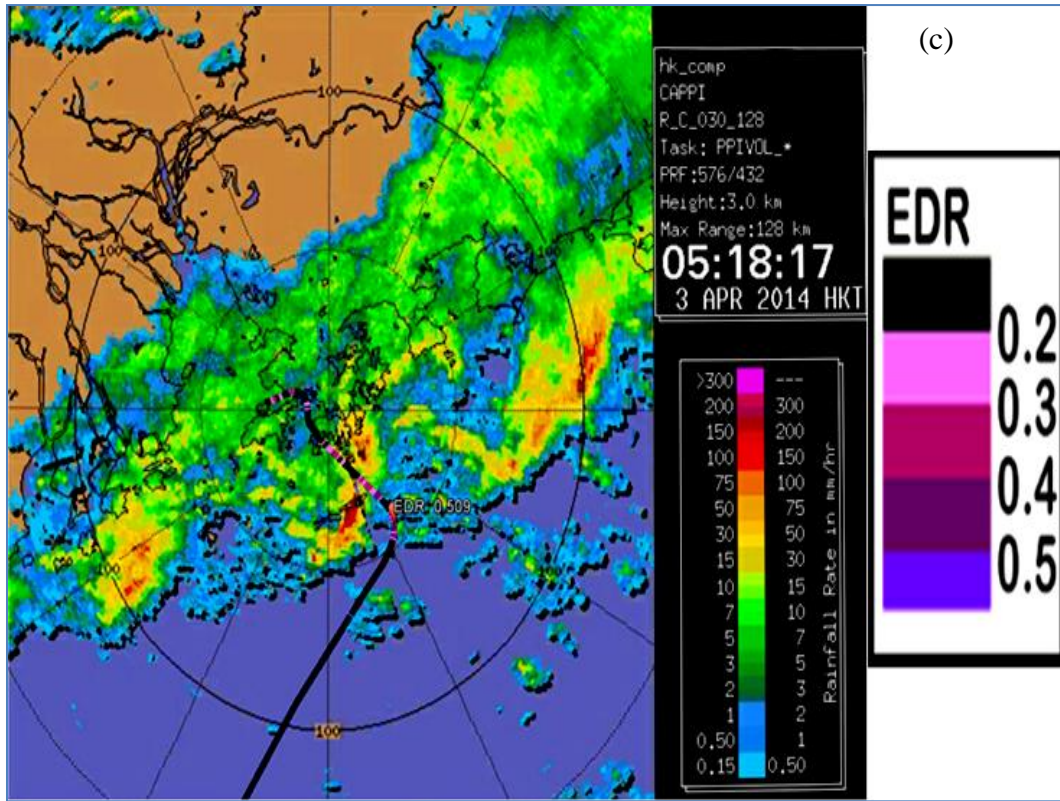 (c)
hk_comp
CAPPI
R_C_030_128
Task: PPIVOL_*
PRF:576/432
Height:3.0 km
Max Range:128 km
05:18:17
3 APR 2014 HKT
100
100
100
100
100
EDR 0.509
>300 ---
200 300
150 200
100 150
75 100
50 75
30 50
15 30
10 15
7 10
5 7
3 5
2 3
1 2
0.50 1
0.15 0.50
Rainfall Rate in mm/hr
EDR
0.2
0.3
0.4
0.5